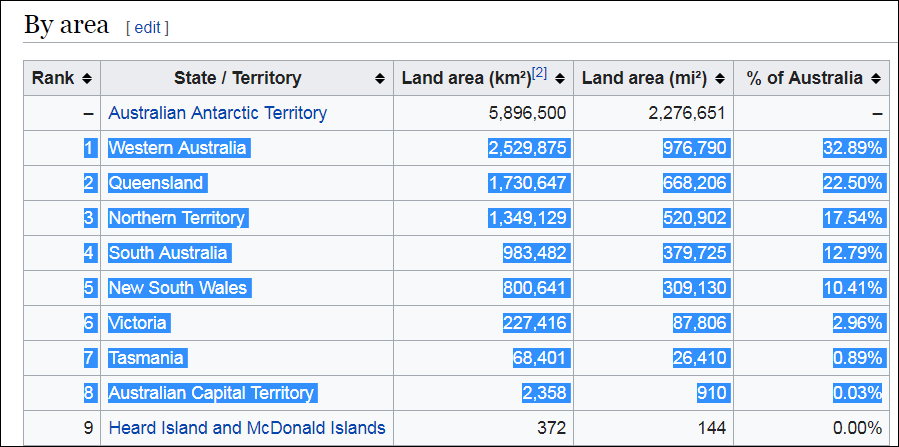 By area [ edit ]
Rank State / Territory Land area (km²)[2] Land area (mi²) % of Australia
– Australian Antarctic Territory 5,896,500 2,276,651 –
1 Western Australia 2,529,875 976,790 32.89%
2 Queensland 1,730,647 668,206 22.50%
3 Northern Territory 1,349,129 520,902 17.54%
4 South Australia 983,482 379,725 12.79%
5 New South Wales 800,641 309,130 10.41%
6 Victoria 227,416 87,806 2.96%
7 Tasmania 68,401 26,410 0.89%
8 Australian Capital Territory 2,358 910 0.03%
9 Heard Island and McDonald Islands 372 144 0.00%